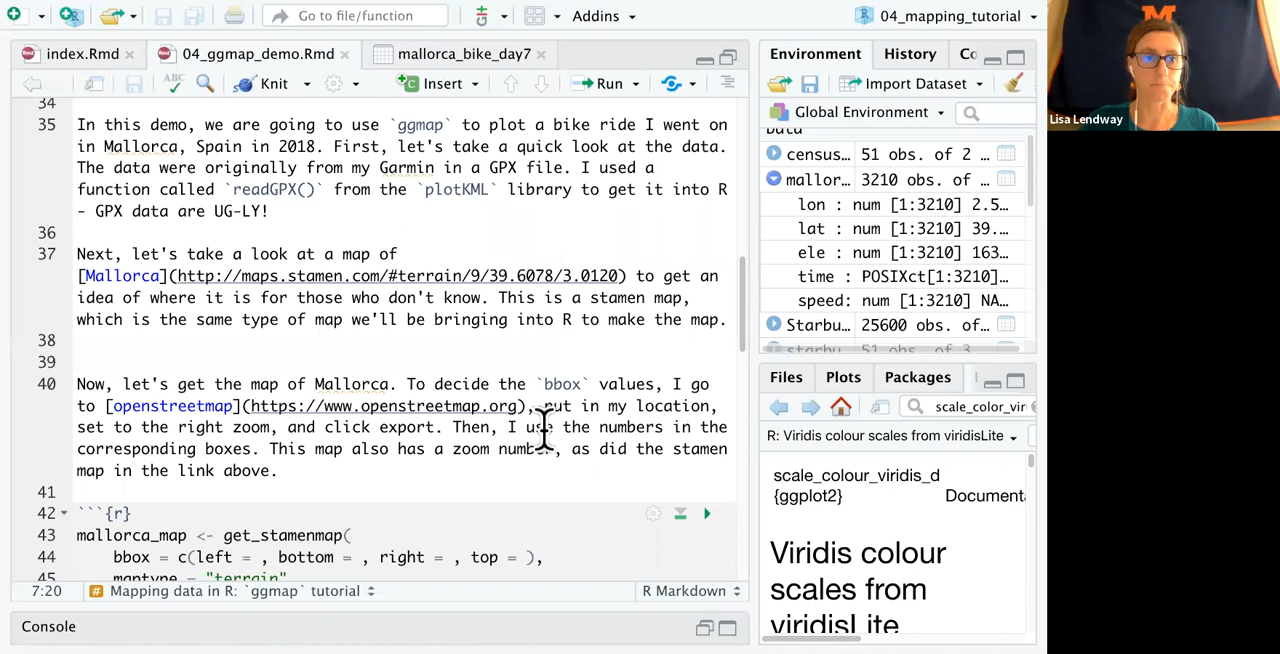 Go to file/function
Addins
04_mapping_tutorial
index.Rmd
04_ggmap_demo.Rmd
mallorca_bike_day7
ABC
Knit
Insert
Run
34
35 In this demo, we are going to use `ggmap` to plot a bike ride I went on
in Mallorca, Spain in 2018. First, let's take a quick look at the data.
The data were originally from my Garmin in a GPX file. I used a
function called `readGPX()` from the `plotKML` library to get it into R
- GPX data are UG-LY!
36
37 Next, let's take a look at a map of
[Mallorca](http://maps.stamen.com/#terrain/9/39.6078/3.0120) to get an
idea of where it is for those who don't know. This is a stamen map,
which is the same type of map we'll be bringing into R to make the map.
38
39
40 Now, let's get the map of Mallorca. To decide the `bbox` values, I go
to [openstreetmap](https://www.openstreetmap.org), put in my location,
set to the right zoom, and click export. Then, I use the numbers in the
corresponding boxes. This map also has a zoom number, as did the stamen
map in the link above.
41
42 ```{r}
43 mallorca_map <- get_stamenmap(
44 bbox = c(left = , bottom = , right = , top = ),
45 maptype = "terrain"
7:20 # Mapping data in R: `ggmap` tutorial R Markdown
Console
Environment History Co
Import Dataset
Global Environment
Data
census… 51 obs. of 2 …
mallor… 3210 obs. of …
lon : num [1:3210] 2.5…
lat : num [1:3210] 39.…
ele : num [1:3210] 163…
time : POSIXct[1:3210]…
speed: num [1:3210] NA…
Starbu… 25600 obs. of…
starbu… 51 obs. of 3
Files Plots Packages
scale_color_vir
R: Viridis colour scales from viridisLite
scale_colour_viridis_d
{ggplot2} Documenta
Viridis colour
scales from
viridisLite
M
Lisa Lendway